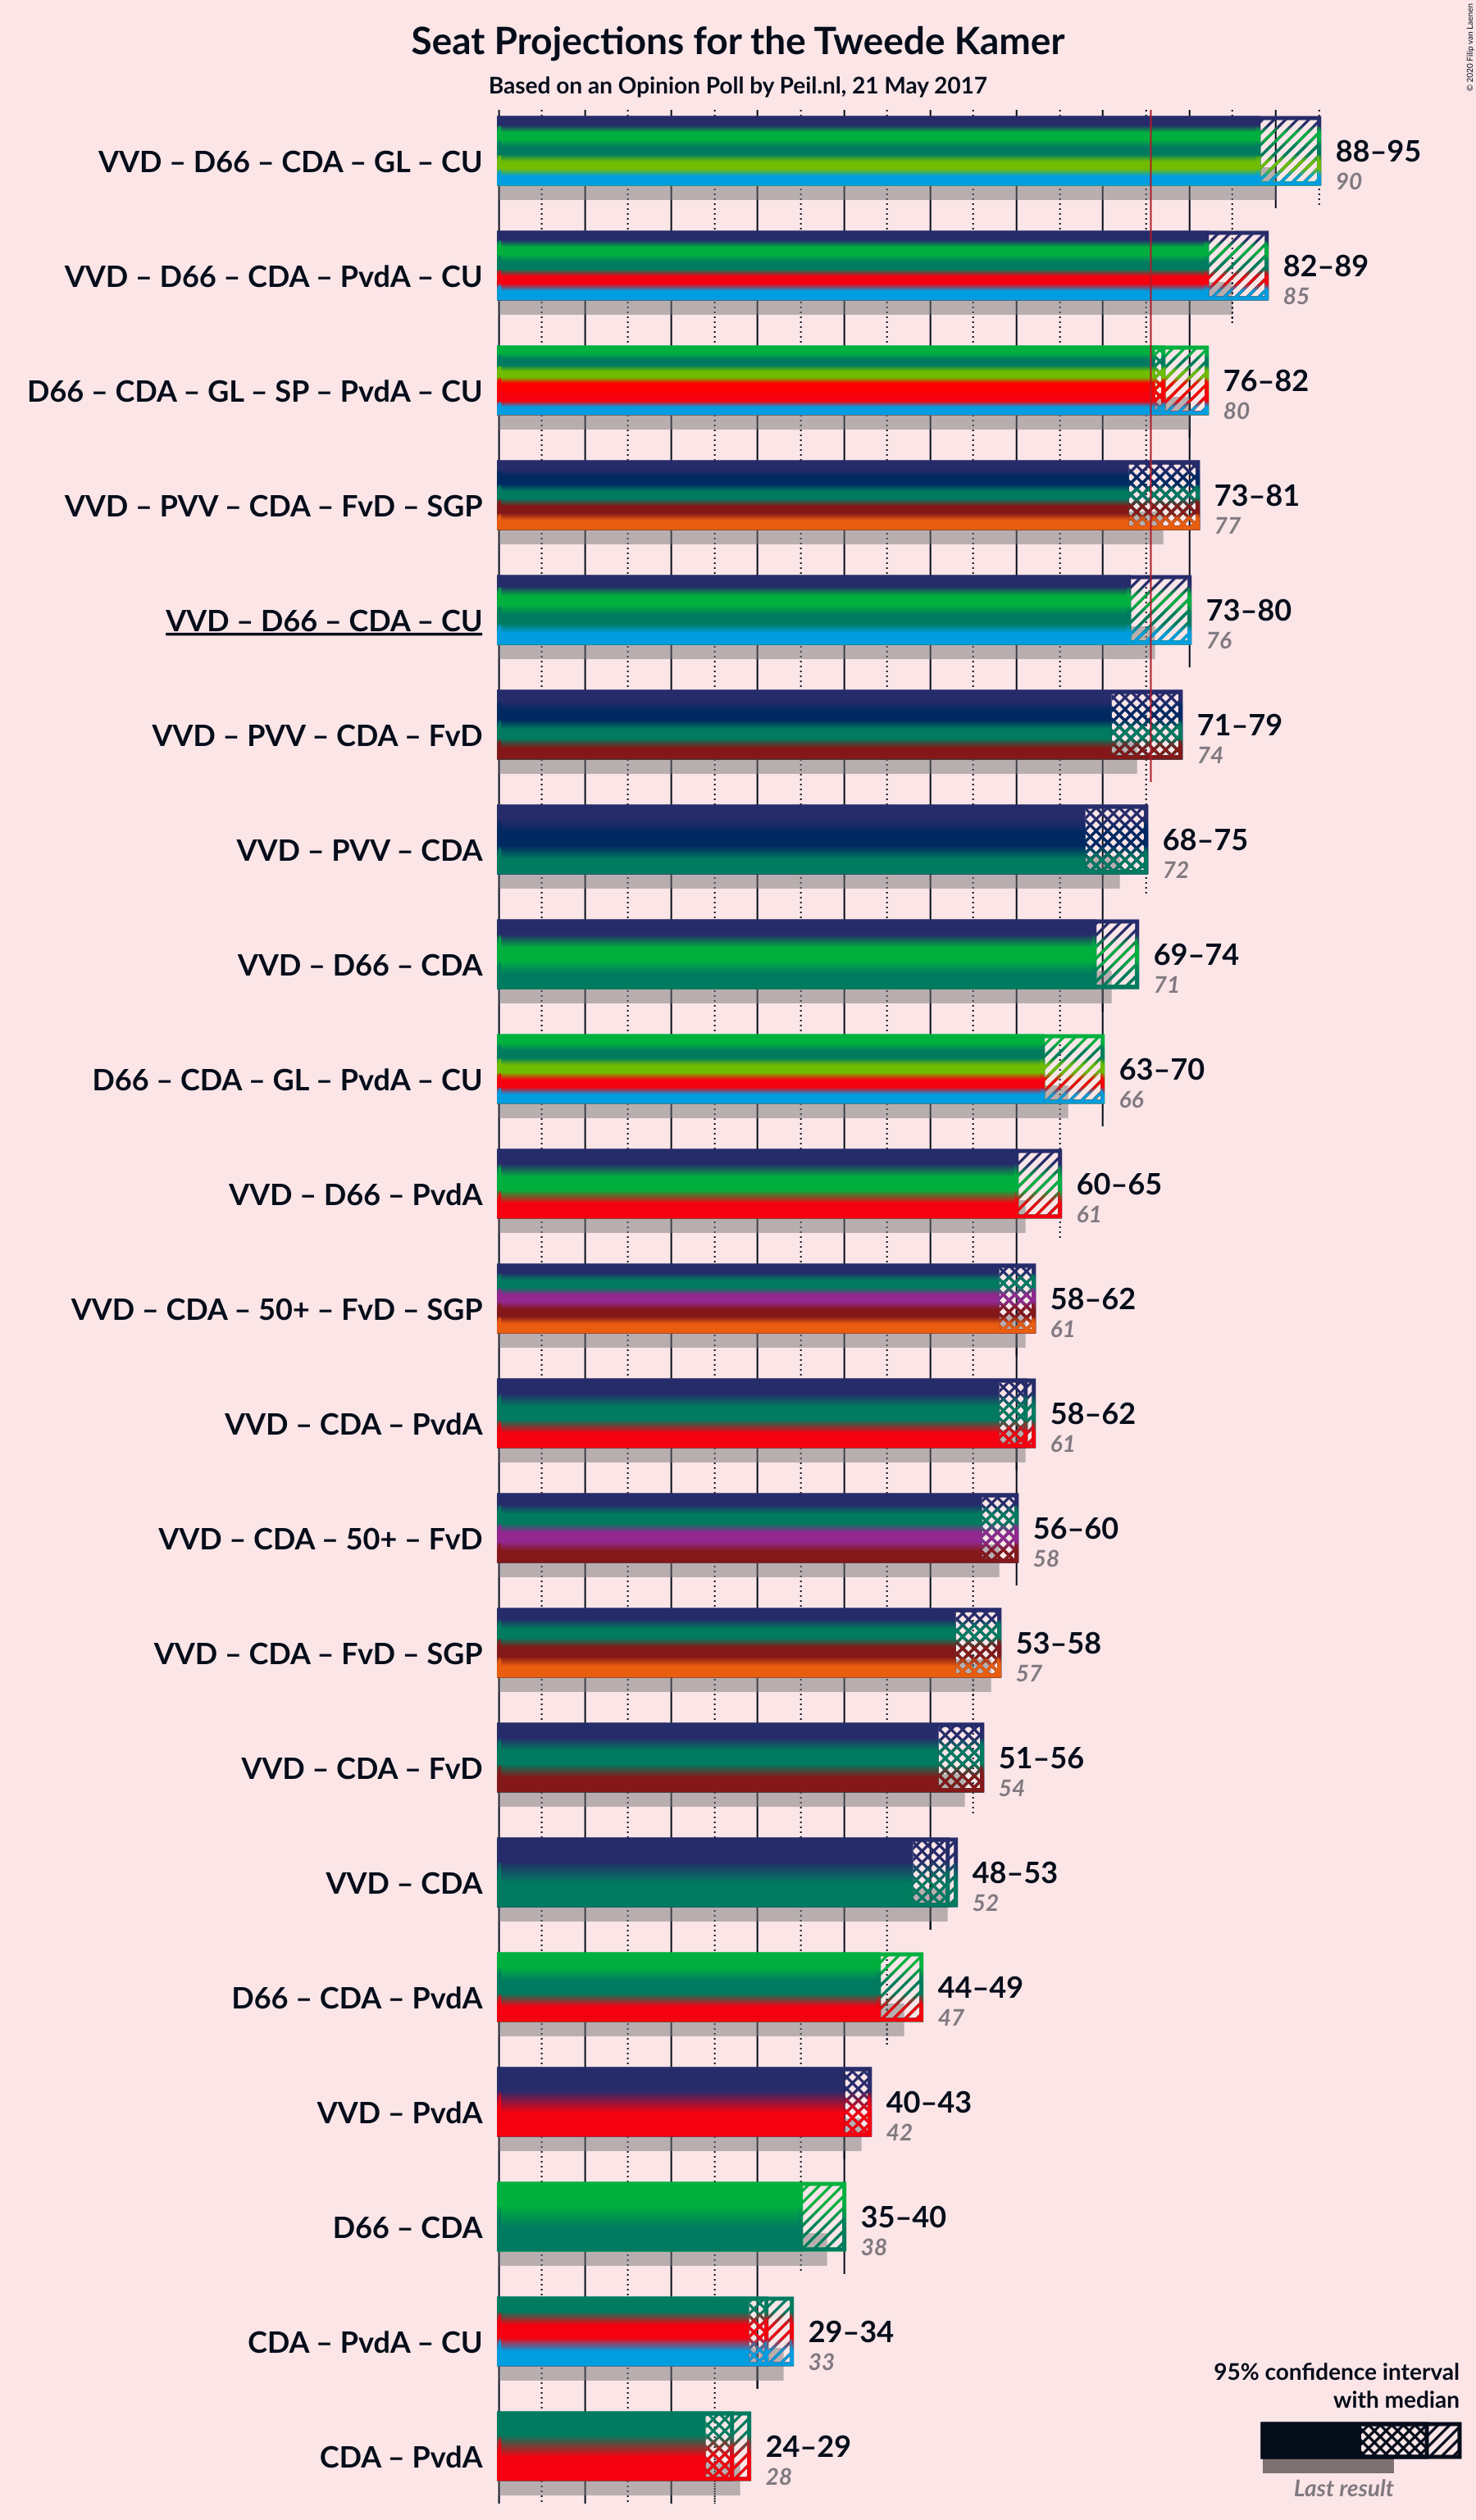 © 2020 Filip van Laenen
Seat Projections for the Tweede Kamer
Based on an Opinion Poll by Peil.nl, 21 May 2017
VVD – D66 – CDA – GL – CU
88–95
90
VVD – D66 – CDA – PvdA – CU
82–89
85
D66 – CDA – GL – SP – PvdA – CU
76–82
80
VVD – PVV – CDA – FvD – SGP
73–81
77
VVD – D66 – CDA – CU
73–80
76
VVD – PVV – CDA – FvD
71–79
74
VVD – PVV – CDA
68–75
72
VVD – D66 – CDA
69–74
71
D66 – CDA – GL – PvdA – CU
63–70
66
VVD – D66 – PvdA
60–65
61
VVD – CDA – 50+ – FvD – SGP
58–62
61
VVD – CDA – PvdA
58–62
61
VVD – CDA – 50+ – FvD
56–60
58
VVD – CDA – FvD – SGP
53–58
57
VVD – CDA – FvD
51–56
54
VVD – CDA
48–53
52
D66 – CDA – PvdA
44–49
47
VVD – PvdA
40–43
42
D66 – CDA
35–40
38
CDA – PvdA – CU
29–34
33
CDA – PvdA
24–29
28
95% confidence interval
with median
Last result